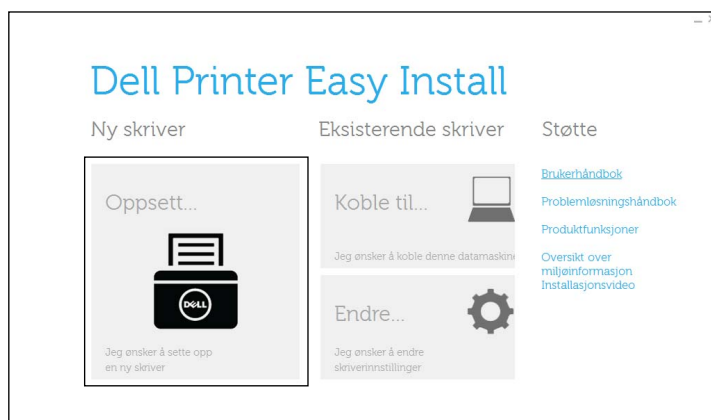 Dell Printer Easy Install
Ny skriver
Oppsett...
DELL
Jeg ønsker å sette opp
en ny skriver
Eksisterende skriver
Koble til...
Jeg ønsker å koble denne datamaskine
Endre...
Jeg ønsker å endre
skriverinnstillinger
Støtte
Brukerhåndbok
Problemløsningshåndbok
Produktfunksjoner
Oversikt over
miljøinformasjon
Installasjonsvideo